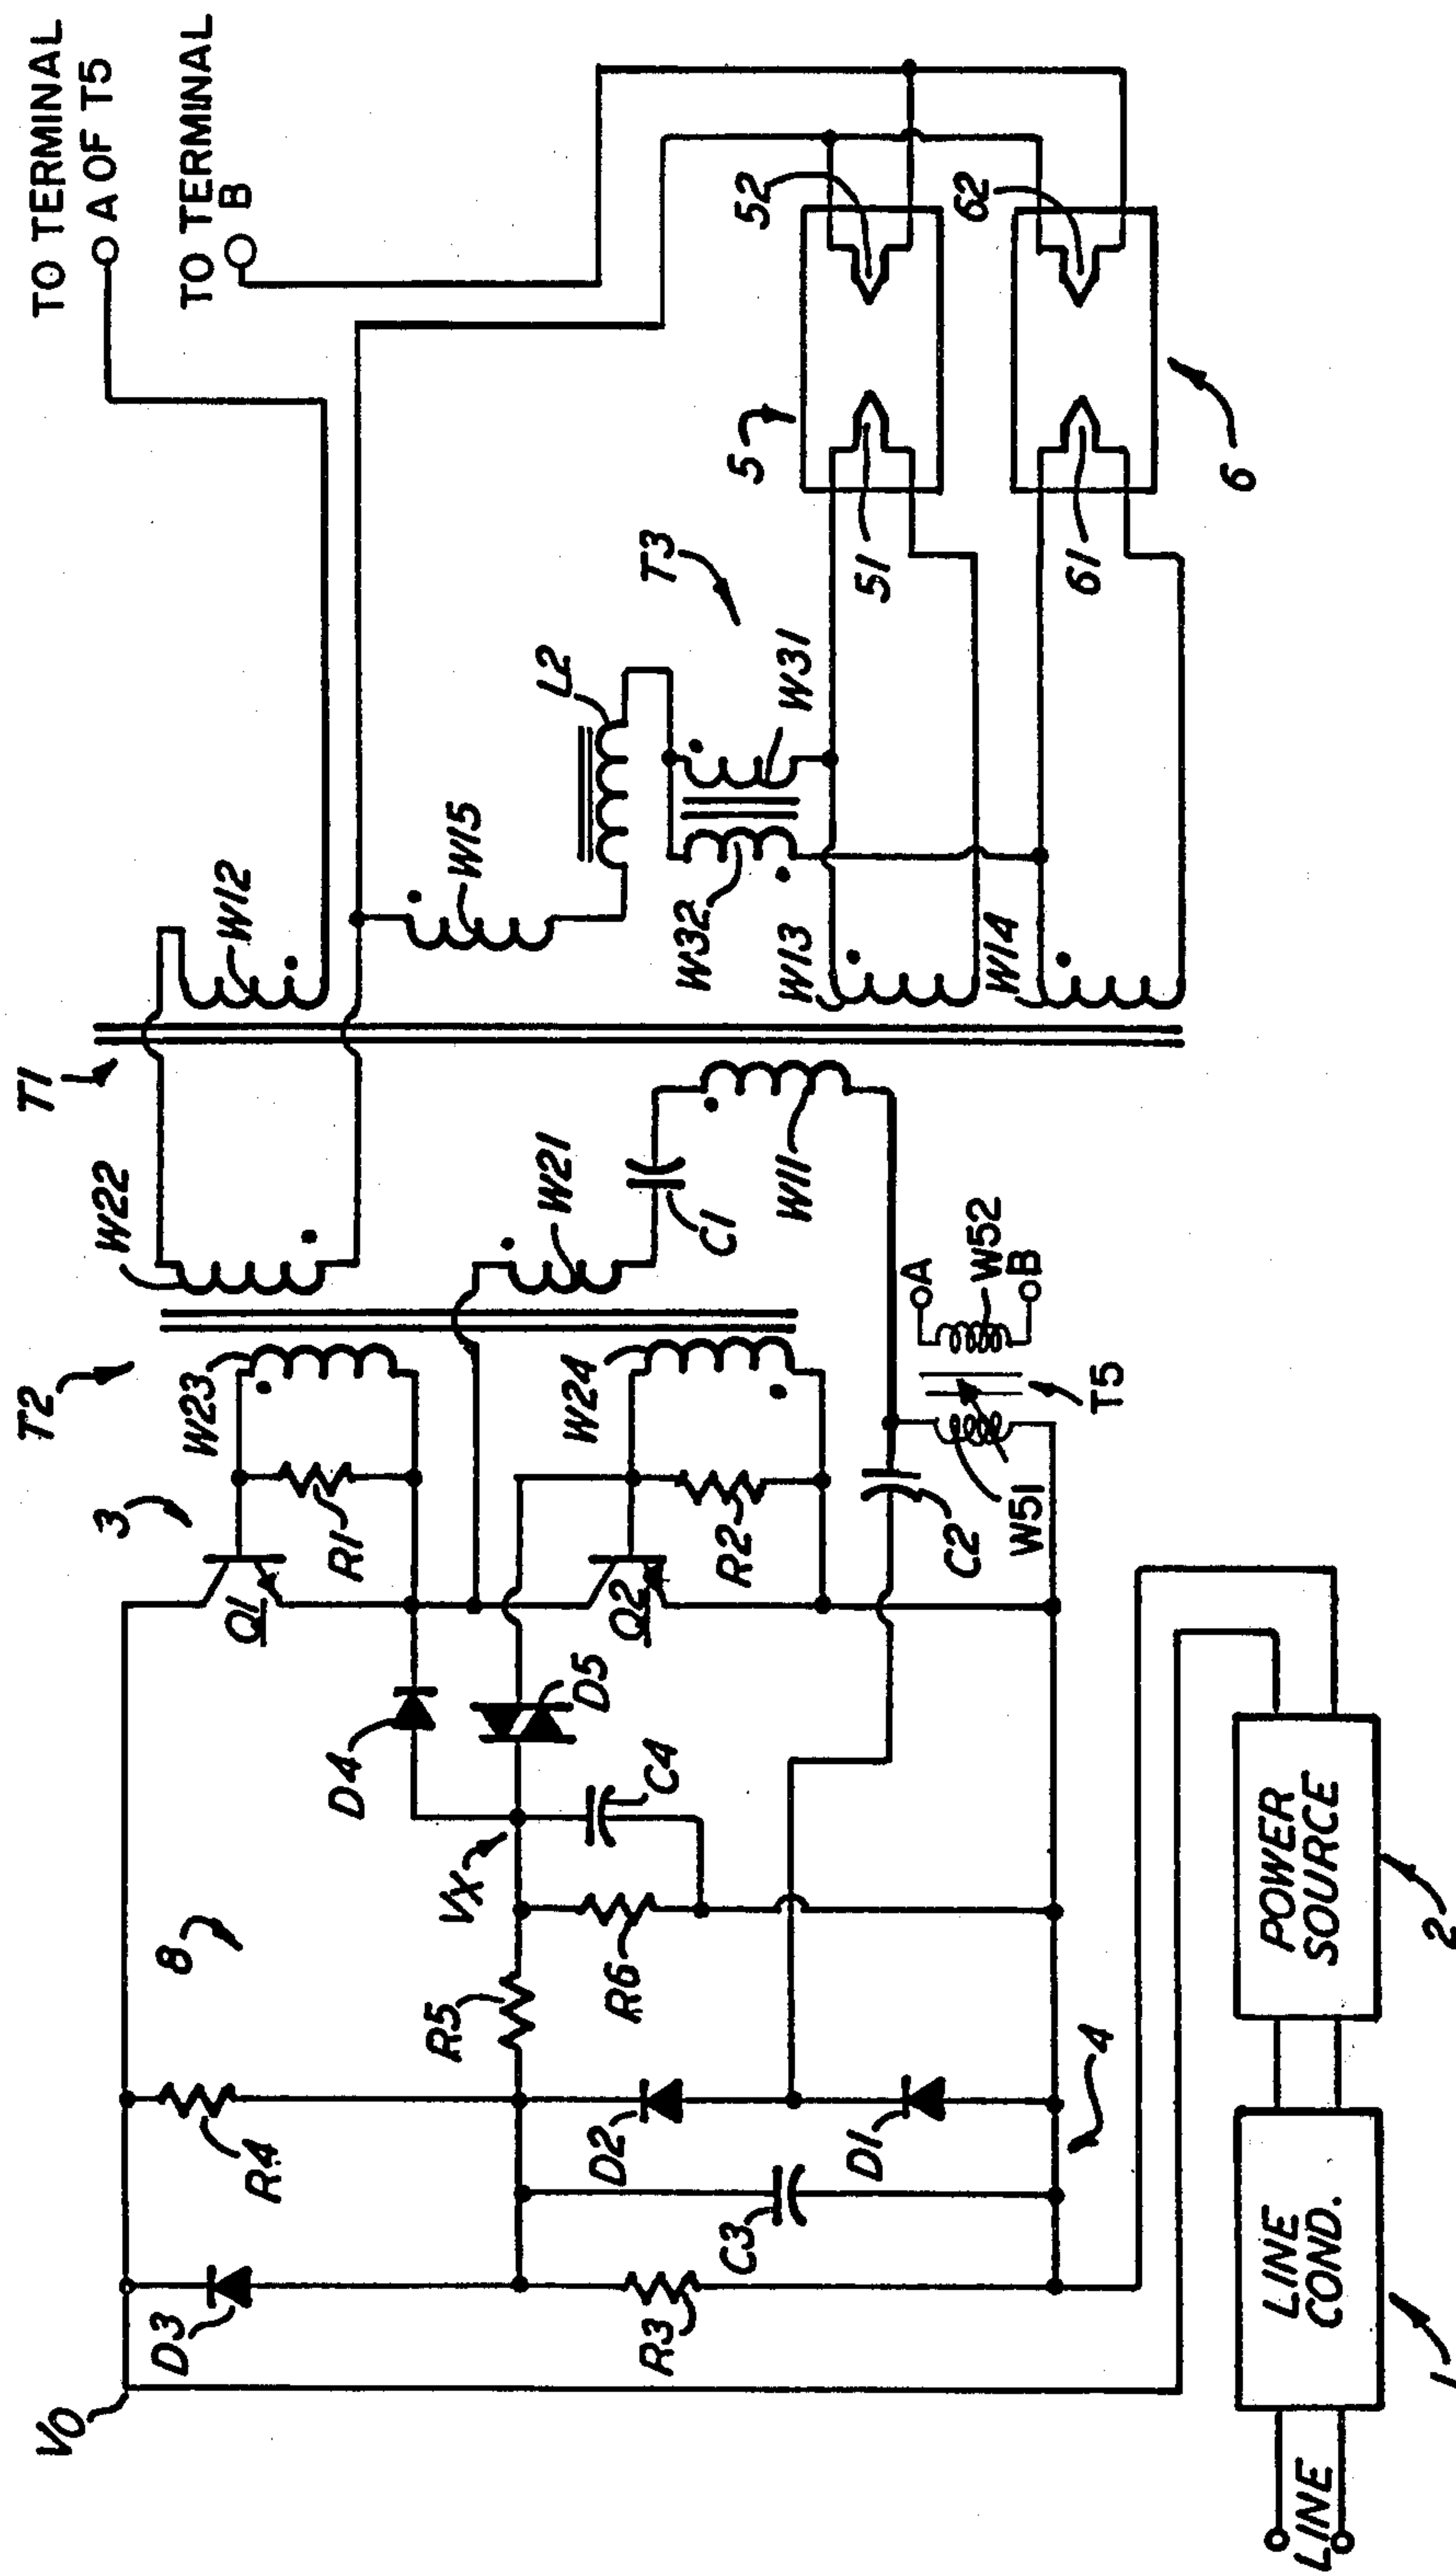 TO TERMINAL
A OF T5
TO TERMINAL
B
T1
T2
W22
W12
W23
3
Q1
R1
8
VO
D3
R4
D4
VX
R5
D5
W21
W15
L2
T3
5
52
51
W31
W32
W13
W14
62
61
6
C1
W11
W24
R2
Q2
C4
R6
D2
C3
D1
R3
C2
W51
T5
W52
A
B
4
LINE
LINE
COND.
1
POWER
SOURCE
2